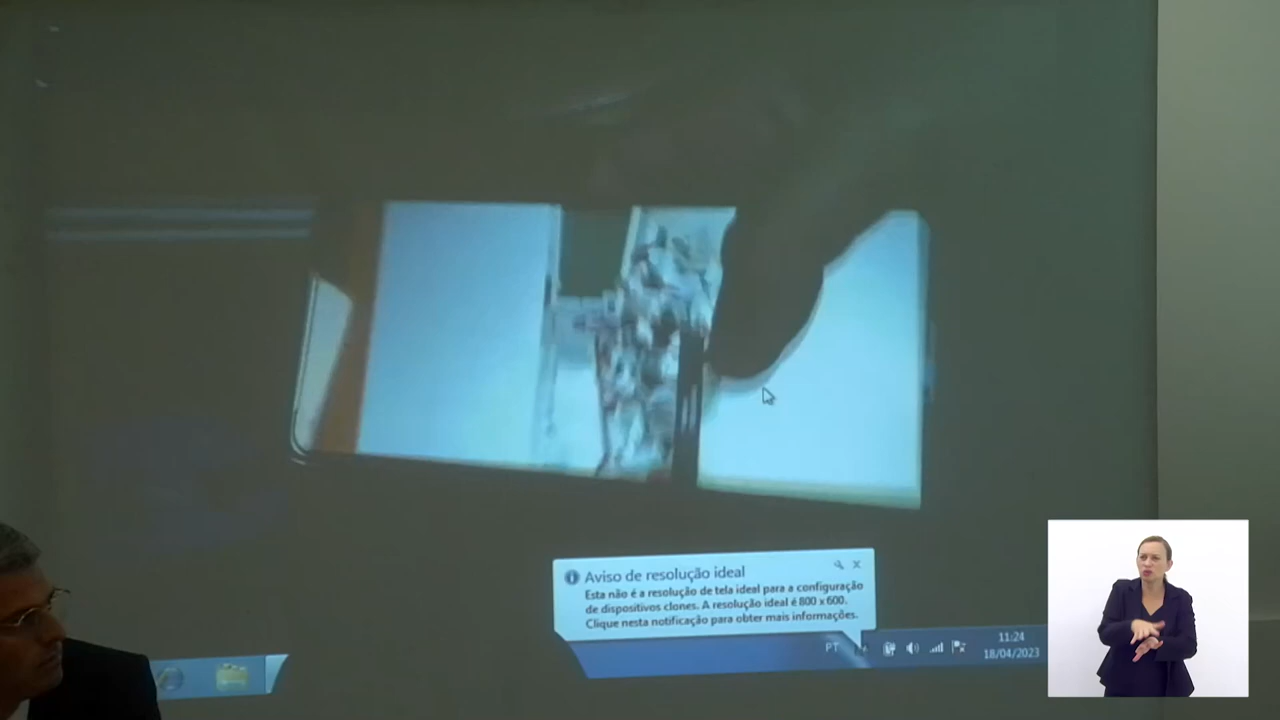 Aviso de resolução ideal
Esta não é a resolução de tela ideal para a configuração
de dispositivos clones. A resolução ideal é 800 x 600.
Clique nesta notificação para obter mais informações.
PT
11:24
18/04/2023